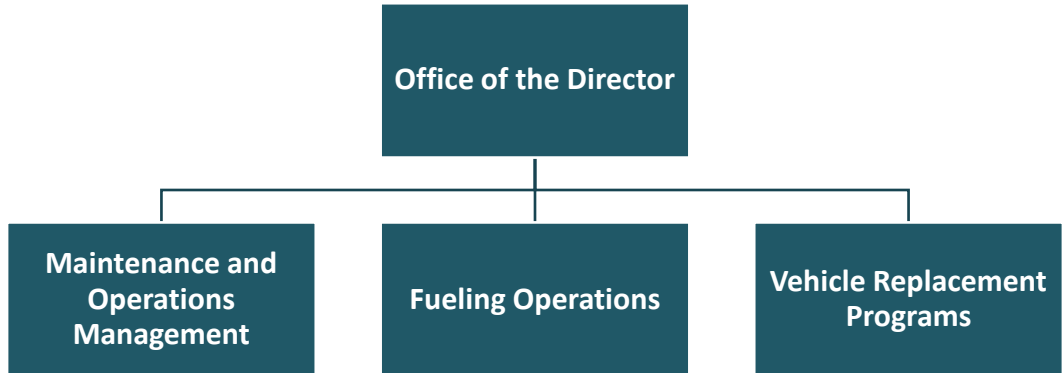 Office of the Director
Maintenance and
Operations
Management
Fueling Operations
Vehicle Replacement
Programs